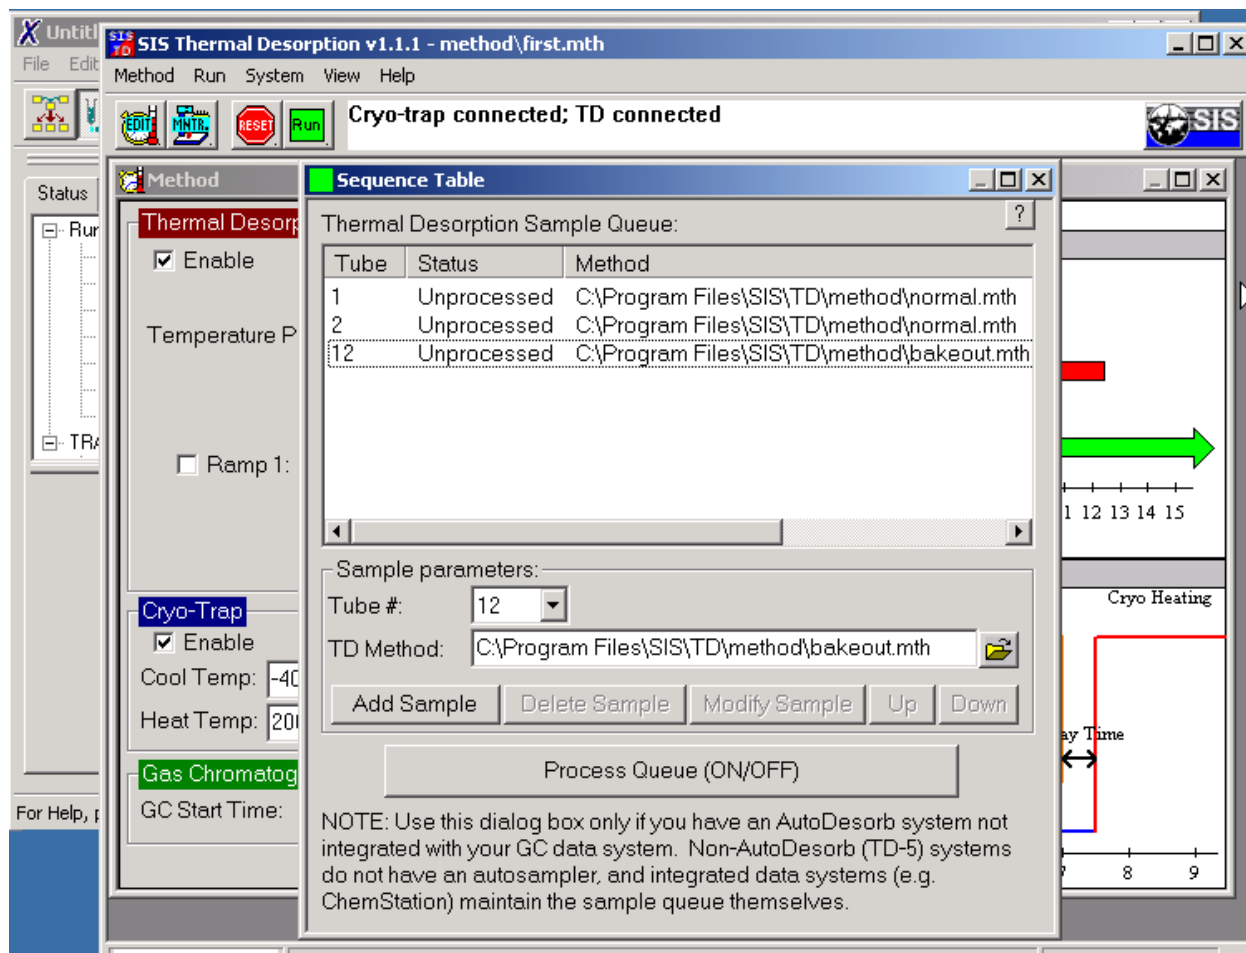 Untitl
SIS Thermal Desorption v1.1.1 - method\first.mth
File Edit
Method Run System View Help
EDIT MNTR. RESET Run
Cryo-trap connected; TD connected
SIS
Status
Method
Sequence Table
Run
Thermal Desorp
Enable
Temperature P
Ramp 1:
TRA
Thermal Desorption Sample Queue:
?
Tube Status Method
1 Unprocessed C:\Program Files\SIS\TD\method\normal.mth
2 Unprocessed C:\Program Files\SIS\TD\method\normal.mth
12 Unprocessed C:\Program Files\SIS\TD\method\bakeout.mth
1 12 13 14 15
Sample parameters:
Tube #: 12
TD Method: C:\Program Files\SIS\TD\method\bakeout.mth
Add Sample Delete Sample Modify Sample Up Down
Process Queue (ON/OFF)
NOTE: Use this dialog box only if you have an AutoDesorb system not
integrated with your GC data system. Non-AutoDesorb (TD-5) systems
do not have an autosampler, and integrated data systems (e.g.
ChemStation) maintain the sample queue themselves.
Cryo-Trap
Enable
Cool Temp: -40
Heat Temp: 200
Gas Chromatog
GC Start Time:
Cryo Heating
ay Time
7 8 9
For Help, p